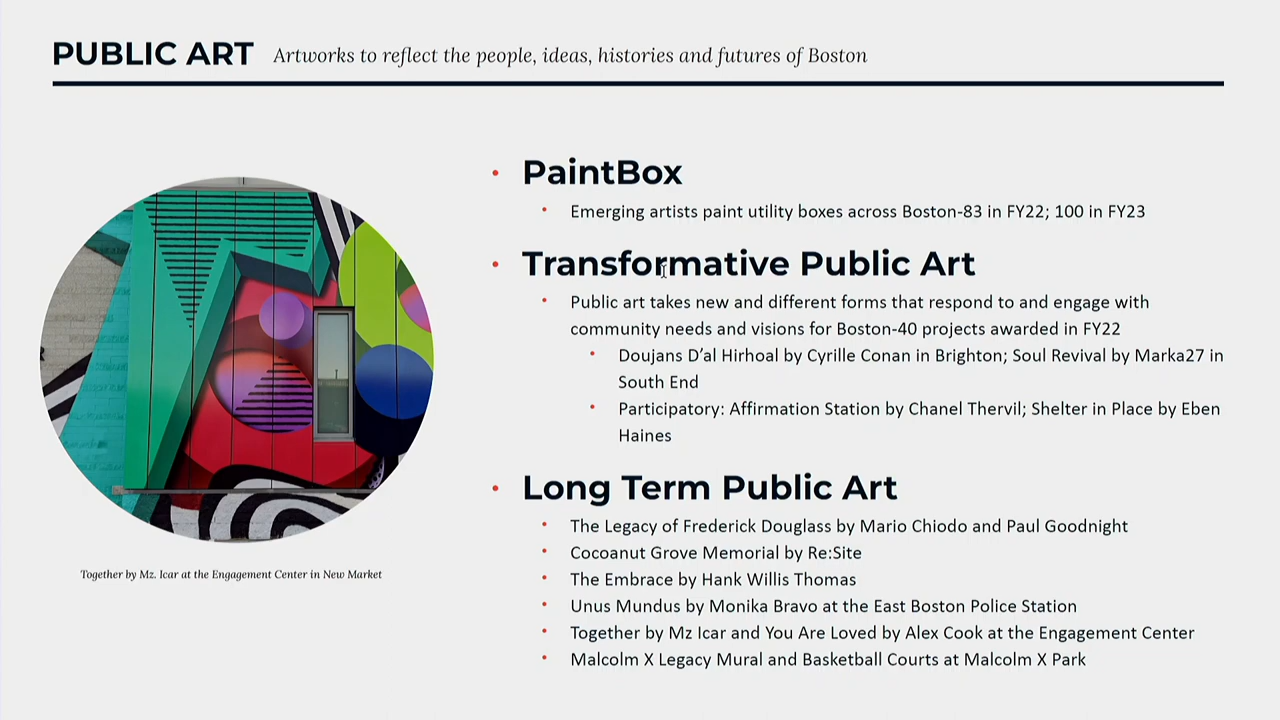 PUBLIC ART Artworks to reflect the people, ideas, histories and futures of Boston
PaintBox
Emerging artists paint utility boxes across Boston-83 in FY22; 100 in FY23
Transformative Public Art
Public art takes new and different forms that respond to and engage with
community needs and visions for Boston-40 projects awarded in FY22
Doujans D’al Hirhoal by Cyrille Conan in Brighton; Soul Revival by Marka27 in
South End
Participatory: Affirmation Station by Chanel Thervil; Shelter in Place by Eben
Haines
Long Term Public Art
The Legacy of Frederick Douglass by Mario Chiodo and Paul Goodnight
Cocoanut Grove Memorial by Re:Site
The Embrace by Hank Willis Thomas
Unus Mundus by Monika Bravo at the East Boston Police Station
Together by Mz Icar and You Are Loved by Alex Cook at the Engagement Center
Malcolm X Legacy Mural and Basketball Courts at Malcolm X Park
Together by Mz. Icar at the Engagement Center in New Market